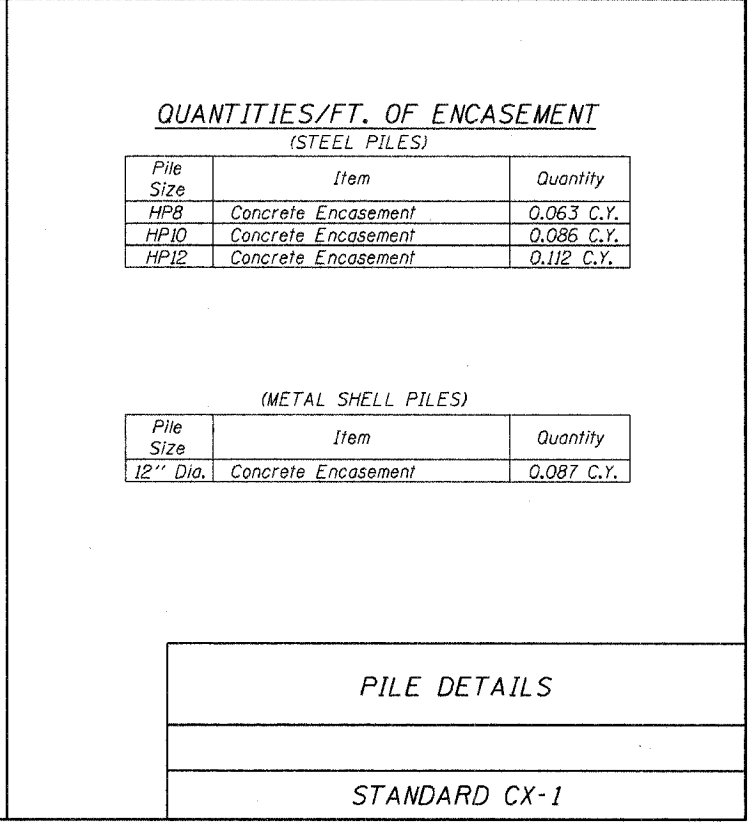 QUANTITIES/FT. OF ENCASEMENT
(STEEL PILES)
Pile Size Item Quantity
HP8 Concrete Encasement 0.063 C.Y.
HP10 Concrete Encasement 0.086 C.Y.
HP12 Concrete Encasement 0.112 C.Y.
(METAL SHELL PILES)
Pile Size Item Quantity
12'' Dia. Concrete Encasement 0.087 C.Y.
PILE DETAILS
STANDARD CX-1